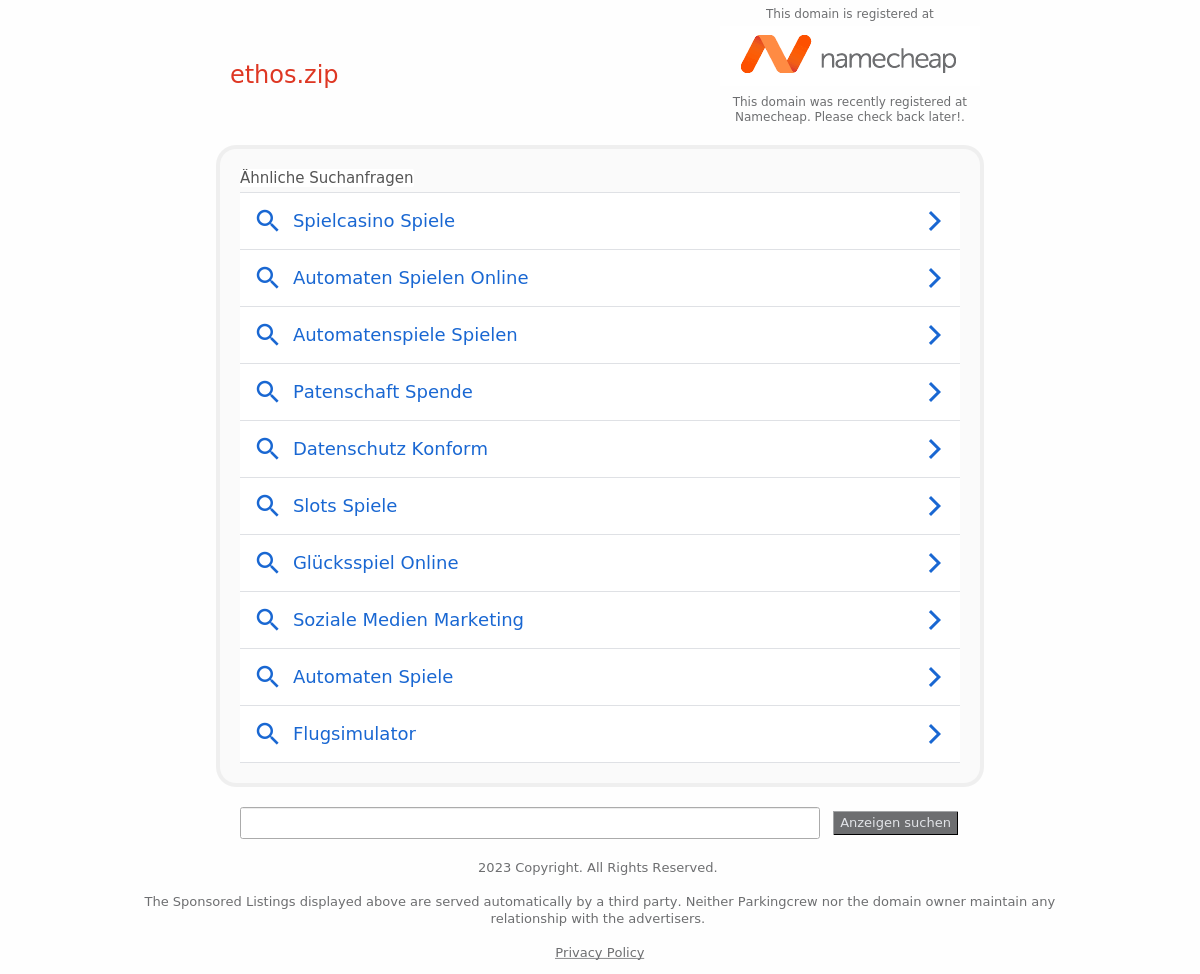 This domain is registered at
namecheap
ethos.zip
This domain was recently registered at
Namecheap. Please check back later!.
Ähnliche Suchanfragen
Spielcasino Spiele
Automaten Spielen Online
Automatenspiele Spielen
Patenschaft Spende
Datenschutz Konform
Slots Spiele
Glücksspiel Online
Soziale Medien Marketing
Automaten Spiele
Flugsimulator
Anzeigen suchen
2023 Copyright. All Rights Reserved.
The Sponsored Listings displayed above are served automatically by a third party. Neither Parkingcrew nor the domain owner maintain any
relationship with the advertisers.
Privacy Policy